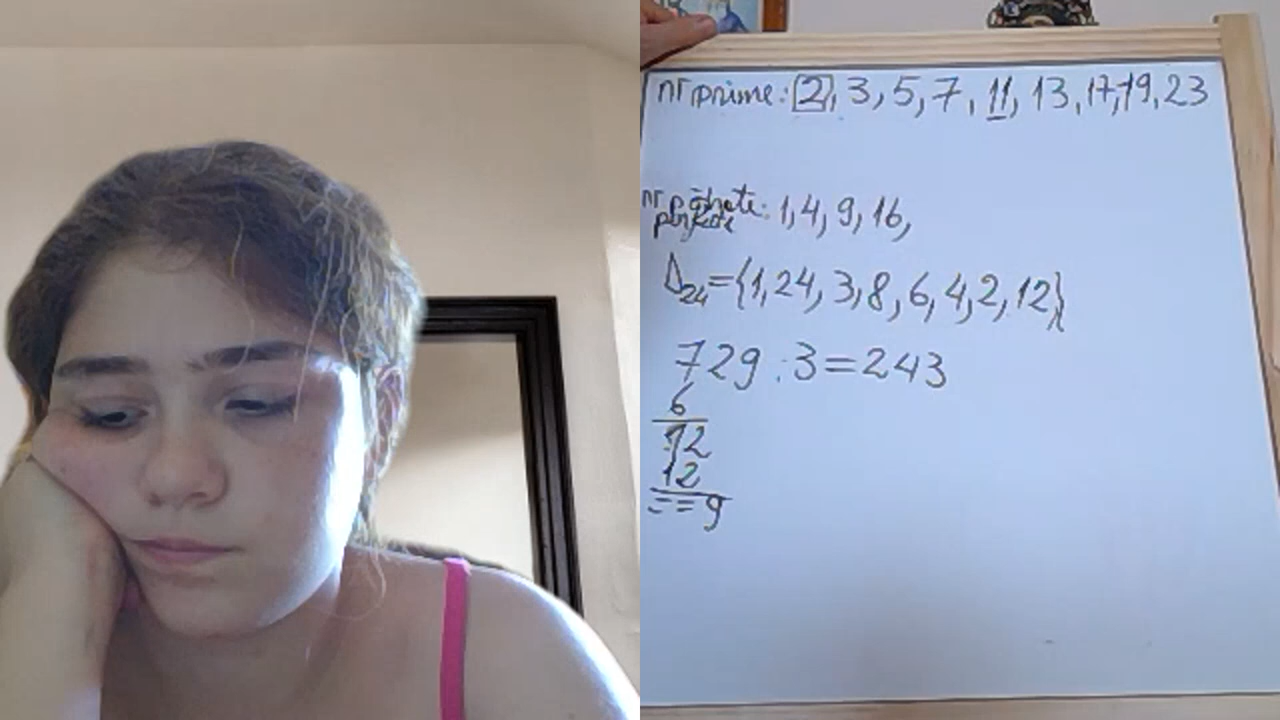 nr prime: 2, 3, 5, 7, 11, 13, 17, 19, 23
nr pătrate: 1, 4, 9, 16,
perfecte
D24={1, 24, 3, 8, 6, 4, 2, 12}
729 : 3 = 243
6
12
12
==9